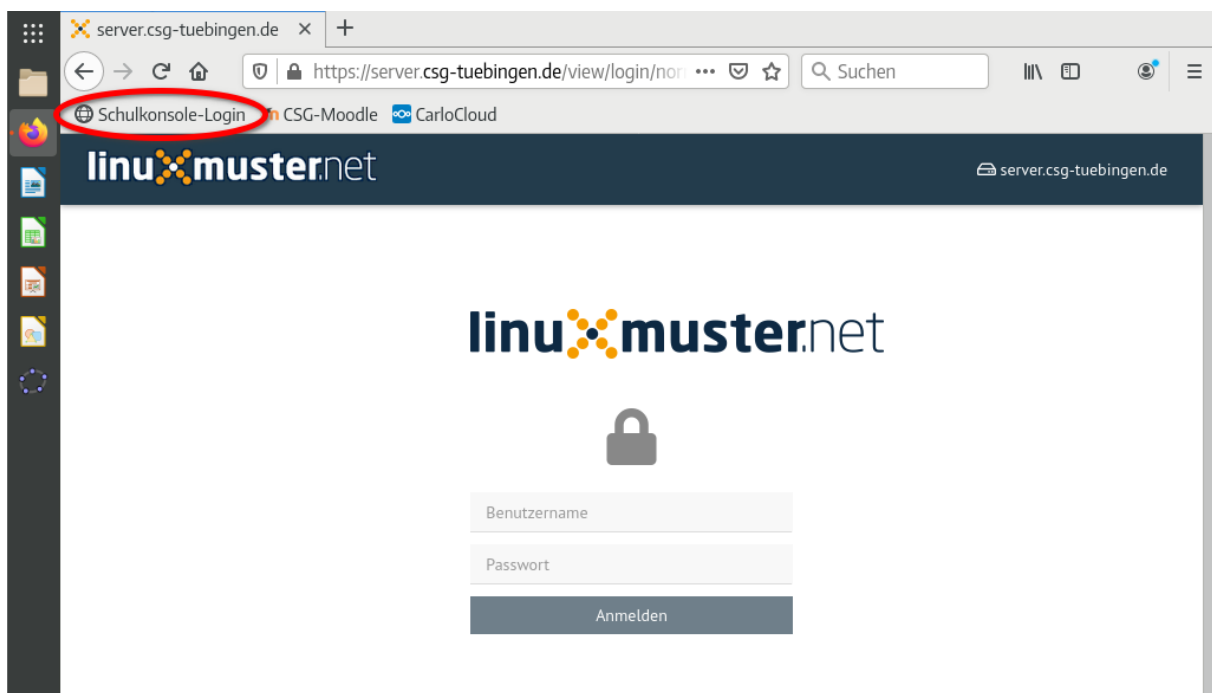 server.csg-tuebingen.de
https://server.csg-tuebingen.de/view/login/nor
Suchen
Schulkonsole-Login
CSG-Moodle
CarloCloud
linuxmuster.net
server.csg-tuebingen.de
linuxmuster.net
Benutzername
Passwort
Anmelden